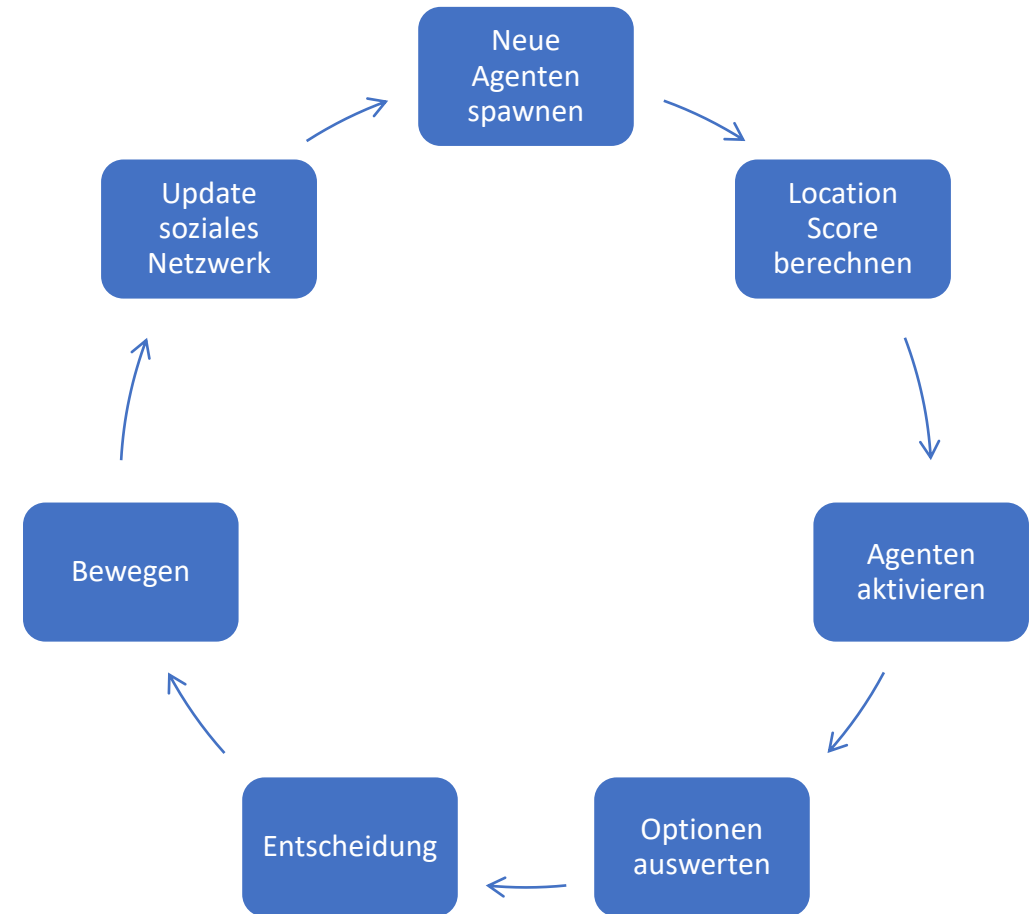 Neue
Agenten
spawnen
Location
Score
berechnen
Agenten
aktivieren
Optionen
auswerten
Entscheidung
Bewegen
Update
soziales
Netzwerk